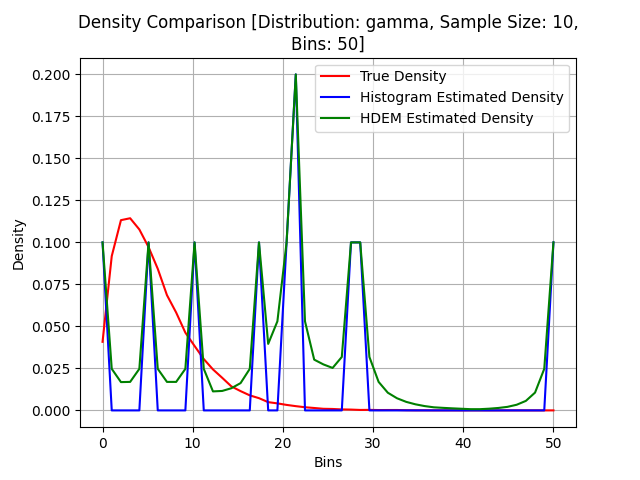 Density Comparison [Distribution: gamma, Sample Size: 10,
Bins: 50]
True Density
Histogram Estimated Density
HDEM Estimated Density
Density
0.200
0.175
0.150
0.125
0.100
0.075
0.050
0.025
0.000
0 10 20 30 40 50
Bins